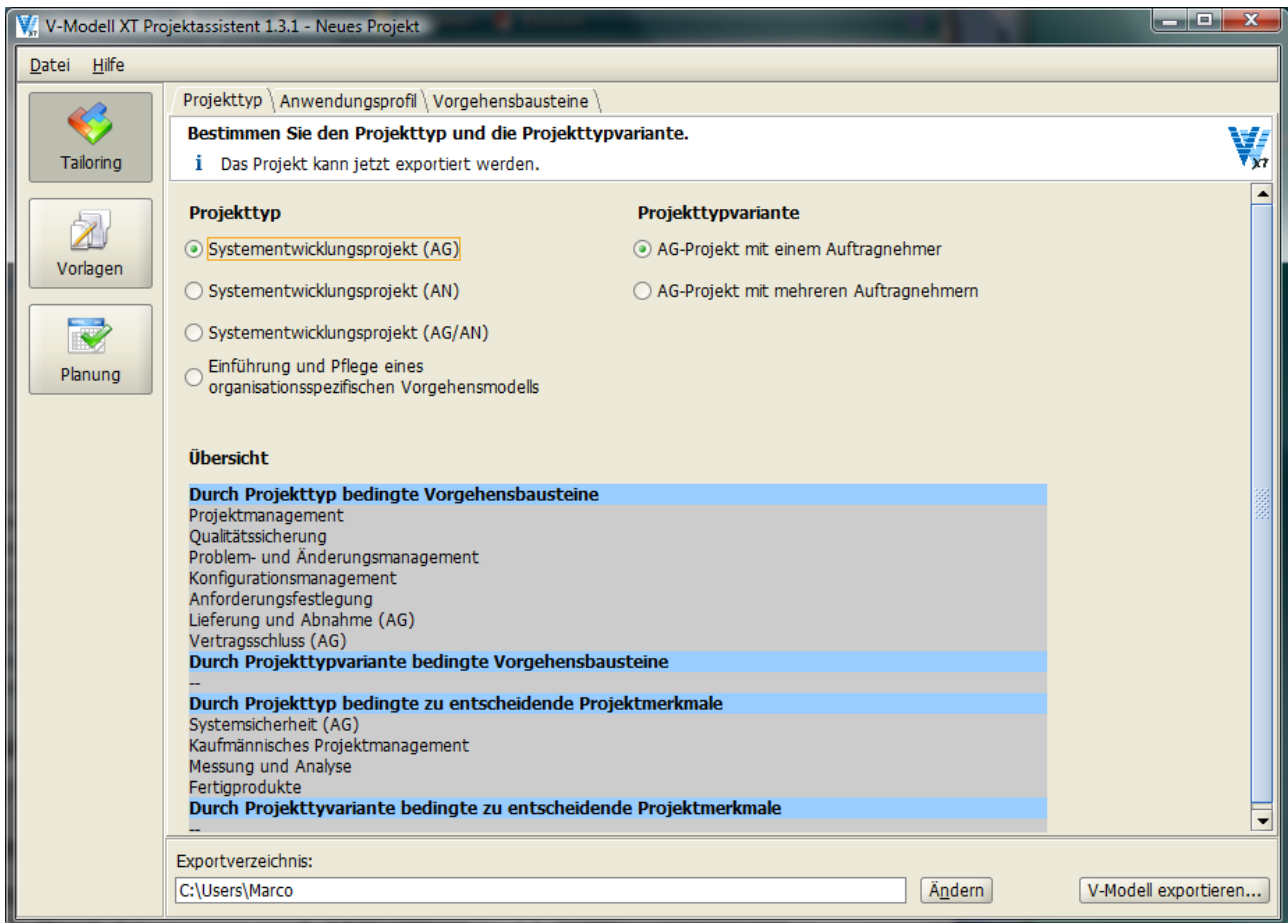 V-Modell XT Projektassistent 1.3.1 - Neues Projekt
Datei Hilfe
Projekttyp \ Anwendungsprofil \ Vorgehensbausteine \
Bestimmen Sie den Projekttyp und die Projekttypvariante.
i Das Projekt kann jetzt exportiert werden.
XT
Tailoring
Vorlagen
Planung
Projekttyp
Systementwicklungsprojekt (AG)
Systementwicklungsprojekt (AN)
Systementwicklungsprojekt (AG/AN)
Einführung und Pflege eines
organisationsspezifischen Vorgehensmodells
Projekttypvariante
AG-Projekt mit einem Auftragnehmer
AG-Projekt mit mehreren Auftragnehmern
Übersicht
Durch Projekttyp bedingte Vorgehensbausteine
Projektmanagement
Qualitätssicherung
Problem- und Änderungsmanagement
Konfigurationsmanagement
Anforderungsfestlegung
Lieferung und Abnahme (AG)
Vertragsschluss (AG)
Durch Projekttypvariante bedingte Vorgehensbausteine
--
Durch Projekttyp bedingte zu entscheidende Projektmerkmale
Systemsicherheit (AG)
Kaufmännisches Projektmanagement
Messung und Analyse
Fertigprodukte
Durch Projekttyvariante bedingte zu entscheidende Projektmerkmale
--
Exportverzeichnis:
C:\Users\Marco
Ändern
V-Modell exportieren...